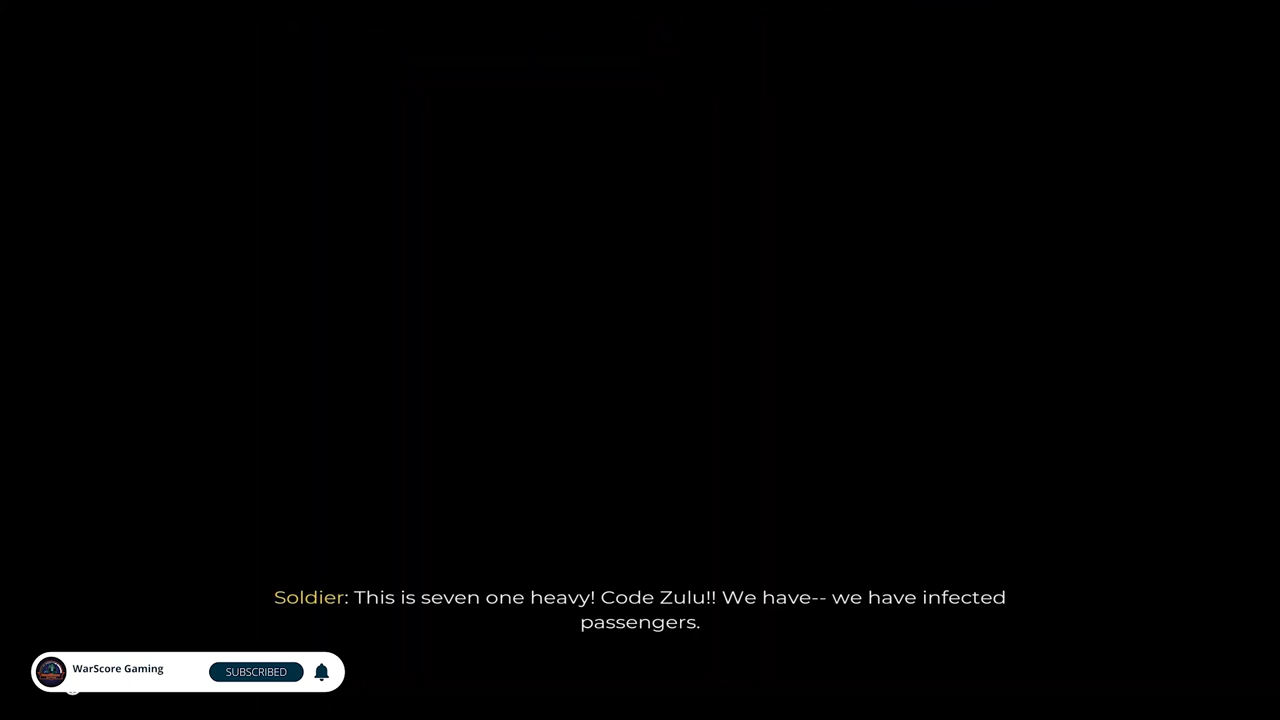 Soldier: This is seven one heavy! Code Zulu!! We have-- we have infected
passengers.
WarScore Gaming
SUBSCRIBED